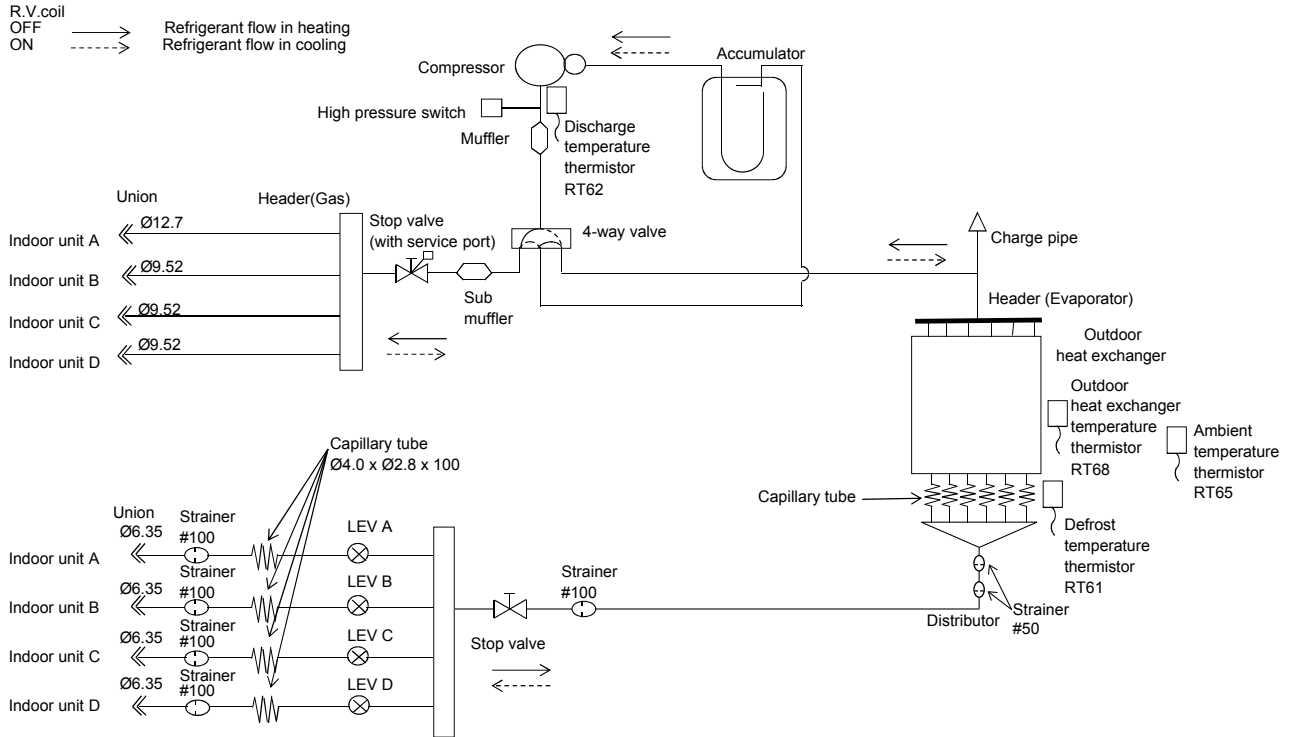 R.V.coil
OFF Refrigerant flow in heating
ON Refrigerant flow in cooling
Compressor
Accumulator
High pressure switch
Muffler
Discharge
temperature
thermistor
RT62
Union
Header(Gas)
Stop valve
(with service port)
4-way valve
Sub
muffler
Indoor unit A
Ø12.7
Indoor unit B
Ø9.52
Indoor unit C
Ø9.52
Indoor unit D
Ø9.52
Charge pipe
Header (Evaporator)
Outdoor
heat exchanger
Outdoor
heat exchanger
temperature
thermistor
RT68
Ambient
temperature
thermistor
RT65
Capillary tube
Defrost
temperature
thermistor
RT61
Distributor
Strainer
#50
Capillary tube
Ø4.0 x Ø2.8 x 100
Union
Indoor unit A
Ø6.35
Strainer
#100
LEV A
Indoor unit B
Ø6.35
Strainer
#100
LEV B
Indoor unit C
Ø6.35
Strainer
#100
LEV C
Indoor unit D
Ø6.35
Strainer
#100
LEV D
Stop valve
Strainer
#100